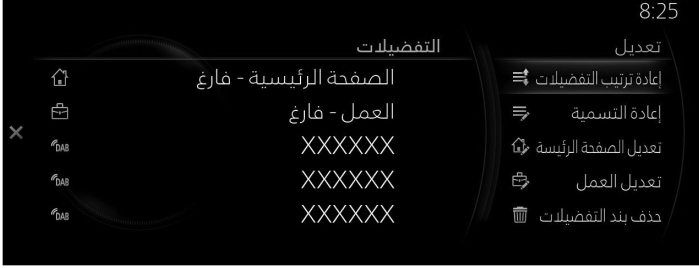 8:25
تعديل
إعادة ترتيب التفضيلات
إعادة التسمية
تعديل الصفحة الرئيسة
تعديل العمل
حذف بند التفضيلات
التفضيلات
الصفحة الرئيسية - فارغ
العمل - فارغ
XXXXXX
DAB
XXXXXX
DAB
XXXXXX
DAB